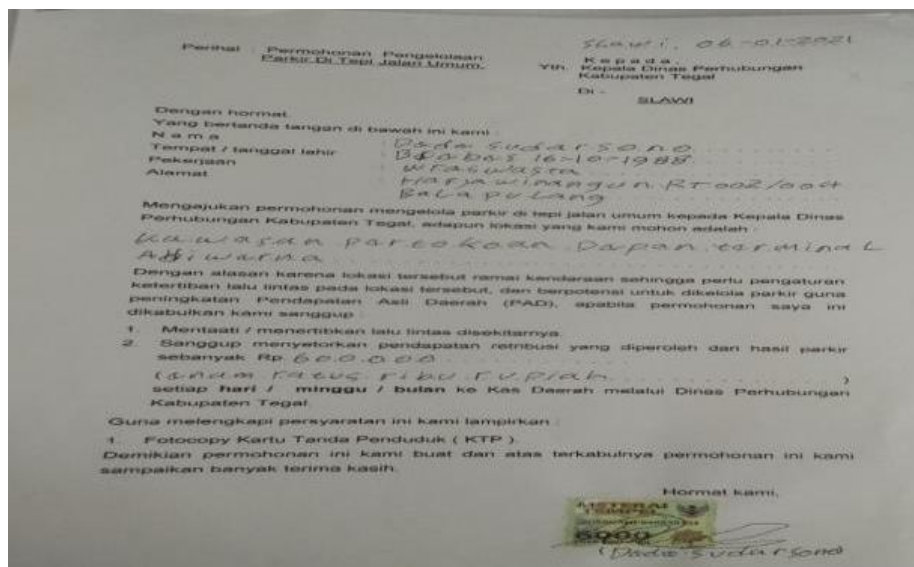 Slawi, 06-01-2021
Perihal : Permohonan Pengelolaan
Parkir Di Tepi Jalan Umum.
Kepada,
Yth. Kepala Dinas Perhubungan
Kabupaten Tegal
Di -
SLAWI
Dengan hormat.
Yang bertanda tangan di bawah ini kami :
Nama : Dada Sudarsono
Tempat / tanggal lahir : Brebes 16-10-1988
Pekerjaan : Wraswasta
Alamat : Harjawinangun. RT 002/004
Balapulang
Mengajukan permohonan mengelola parkir di tepi jalan umum kepada Kepala Dinas
Perhubungan Kabupaten Tegal, adapun lokasi yang kami mohon adalah :
Kawasan partokoan Dapan terminal
Adiwarna
Dengan alasan karena lokasi tersebut ramai kendaraan sehingga perlu pengaturan
ketertiban lalu lintas pada lokasi tersebut, dan berpotensi untuk dikelola parkir guna
peningkatan Pendapatan Asli Daerah (PAD), apabila permohonan saya ini
dikabulkan kami sanggup :
1. Mentaati / menertibkan lalu lintas disekitarnya.
2. Sanggup menyetorkan pendapatan retribusi yang diperoleh dari hasil parkir
sebanyak Rp 600.000
(enam ratus ribu rupiah )
setiap hari / minggu / bulan ke Kas Daerah melalui Dinas Perhubungan
Kabupaten Tegal.
Guna melengkapi persyaratan ini kami lampirkan :
1. Fotocopy Kartu Tanda Penduduk ( KTP ).
Demikian permohonan ini kami buat dan atas terkabulnya permohonan ini kami
sampaikan banyak terima kasih.
Hormat kami,
METERAI
TEMPEL
6000
(Dada Sudarsono)